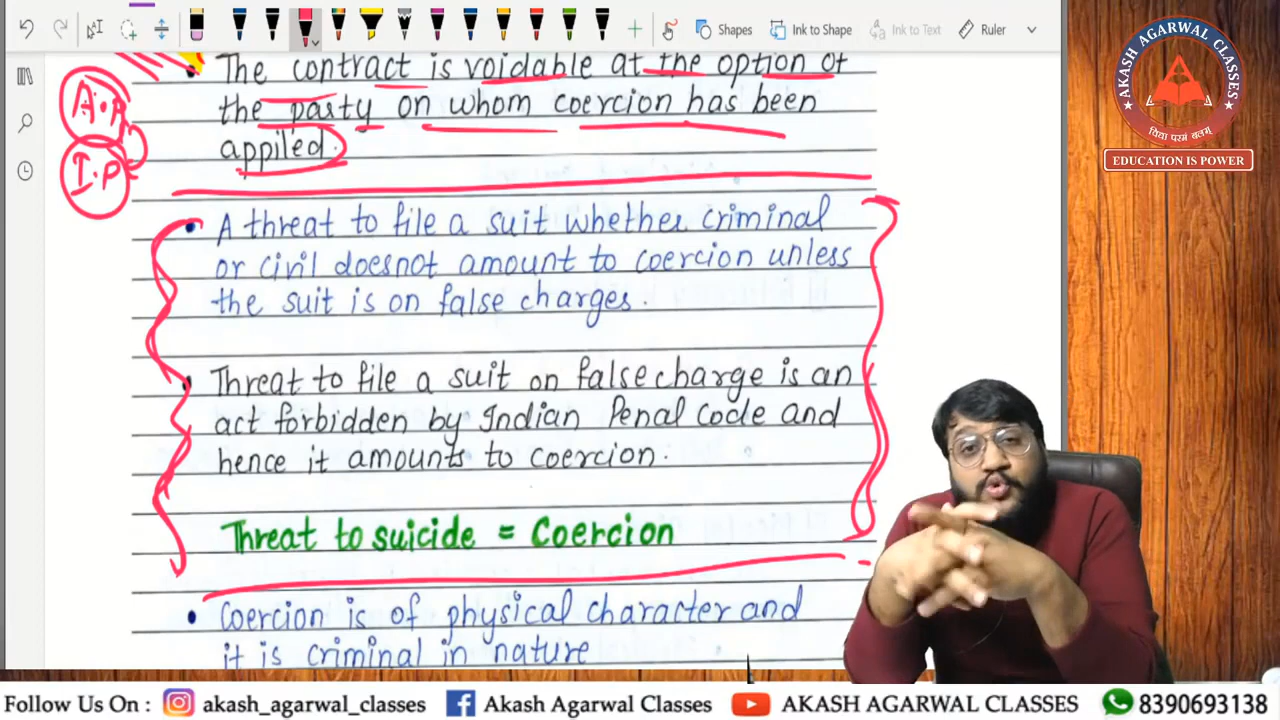 Shapes
Ink to Shape
Ink to Text
Ruler
The contract is voidable at the option of
the party on whom coercion has been
appiled.
A.P
I.P
A threat to file a suit whether criminal
or civil doesnot amount to coercion unless
the suit is on false charges.
Threat to file a suit on false charge is an
act forbidden by Indian Penal Code and
hence it amounts to coercion.
Threat to suicide = Coercion
Coercion is of physical character and
it is criminal in nature
AKASH AGARWAL CLASSES
विद्या परमं बलम्
EDUCATION IS POWER
Follow Us On : akash_agarwal_classes Akash Agarwal Classes AKASH AGARWAL CLASSES 8390693138